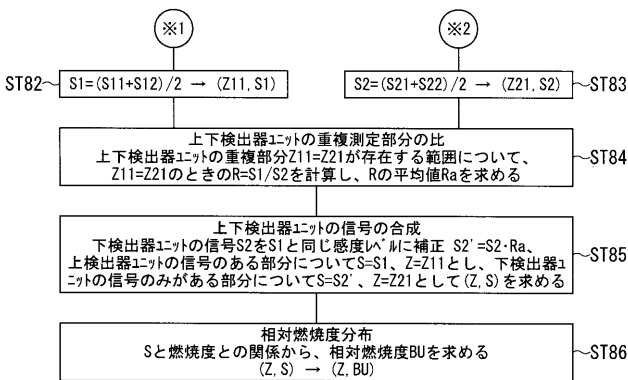 ※1
※2
ST82
S1=(S11+S12)/2 → (Z11,S1)
S2=(S21+S22)/2 → (Z21,S2)
ST83
上下検出器ユニットの重複測定部分の比
上下検出器ユニットの重複部分Z11=Z21が存在する範囲について、
Z11=Z21のときのR=S1/S2を計算し、Rの平均値Raを求める
ST84
上下検出器ユニットの信号の合成
下検出器ユニットの信号S2をS1と同じ感度レベルに補正 S2'=S2·Ra、
上検出器ユニットの信号のある部分についてS=S1、Z=Z11とし、下検出器ユ
ニットの信号のみがある部分についてS=S2'、Z=Z21として(Z,S)を求める
ST85
相対燃焼度分布
Sと燃焼度との関係から、相対燃焼度BUを求める
(Z,S) → (Z,BU)
ST86